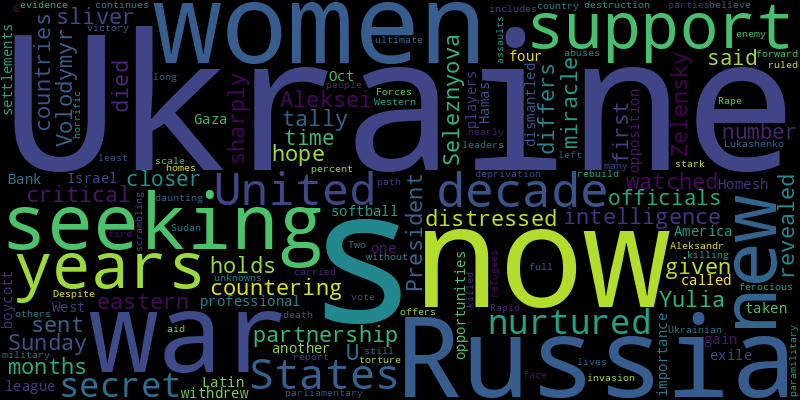 G
evidence
continues
sliver
women
support
destruction
includes
country
parties
believe
enemy
forward
ruled
settlements
countries
Volodymyr
horrific
died
victory
ultimate
Ukraine
four
said
assaults
abuses
Oct
people
Aleksei
Forces
Western
players
Hamas
long
Gaza
sharply
tally
Seleznyova
dismantled
differs
miracle
first
opposition
Zelensky
Rape
number
Lukashenko
time
nearly
leaders
hope
left
many
stark
least
scale
homes
percent
path
deprivation
rebuild
watched
Homesh
Bank
Israel
closer
critical
daunting
United
decade
officials
revealed
seeking
scrambling
Sudan
softball
President
distressed
intelligence
America
Aleksandr
new
fire
Two
without
S
now
killing
years
holds
unknowns
one
opportunities
killed
refugees
full
given
called
ferocious
boycott
Despite
countering
carried
vote
Yulia
eastern
West
professional
offers
Rapid
taken
others
sent
war
aid
death
nurtured
importance
Ukrainian
gain
exile
paramilitary
Sunday
partnership
U
still
Russia
lives
invasion
military
months
another
report
torture
face
league
secret
Latin
withdrew
States
parliamentary